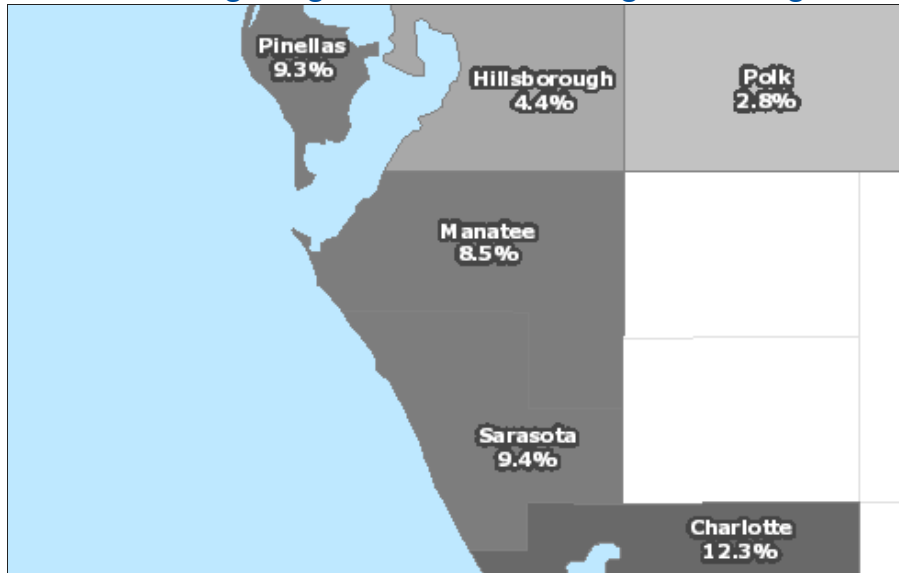 Pinellas
9.3%
Hillsborough
4.4%
Polk
2.8%
Manatee
8.5%
Sarasota
9.4%
Charlotte
12.3%